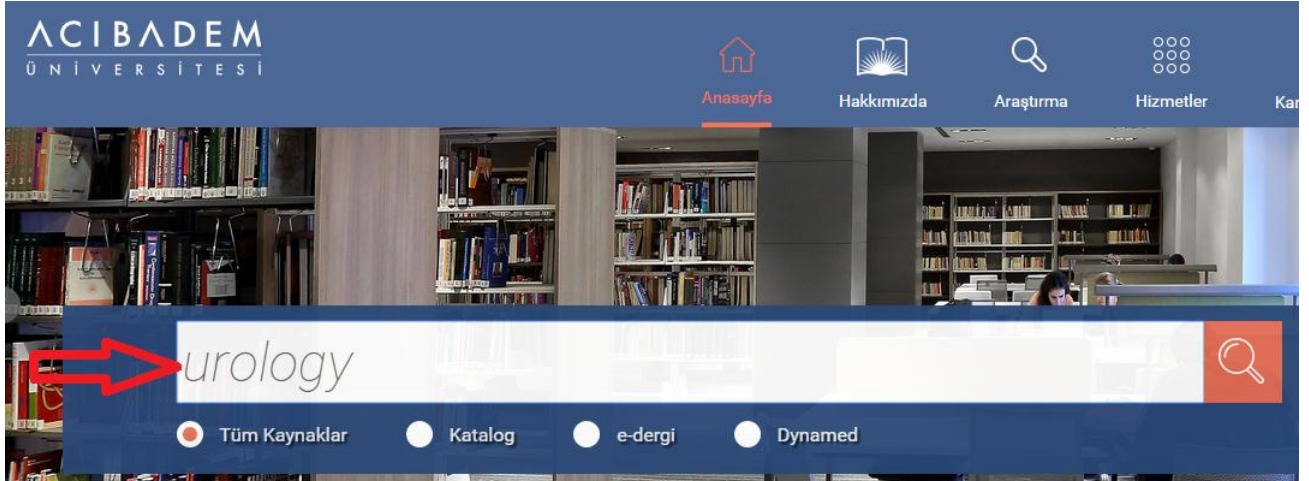 ACIBADEM
ÜNİVERSİTESİ
Anasayfa
Hakkımızda
Araştırma
Hizmetler
urology
Tüm Kaynaklar
Katalog
e-dergi
Dynamed